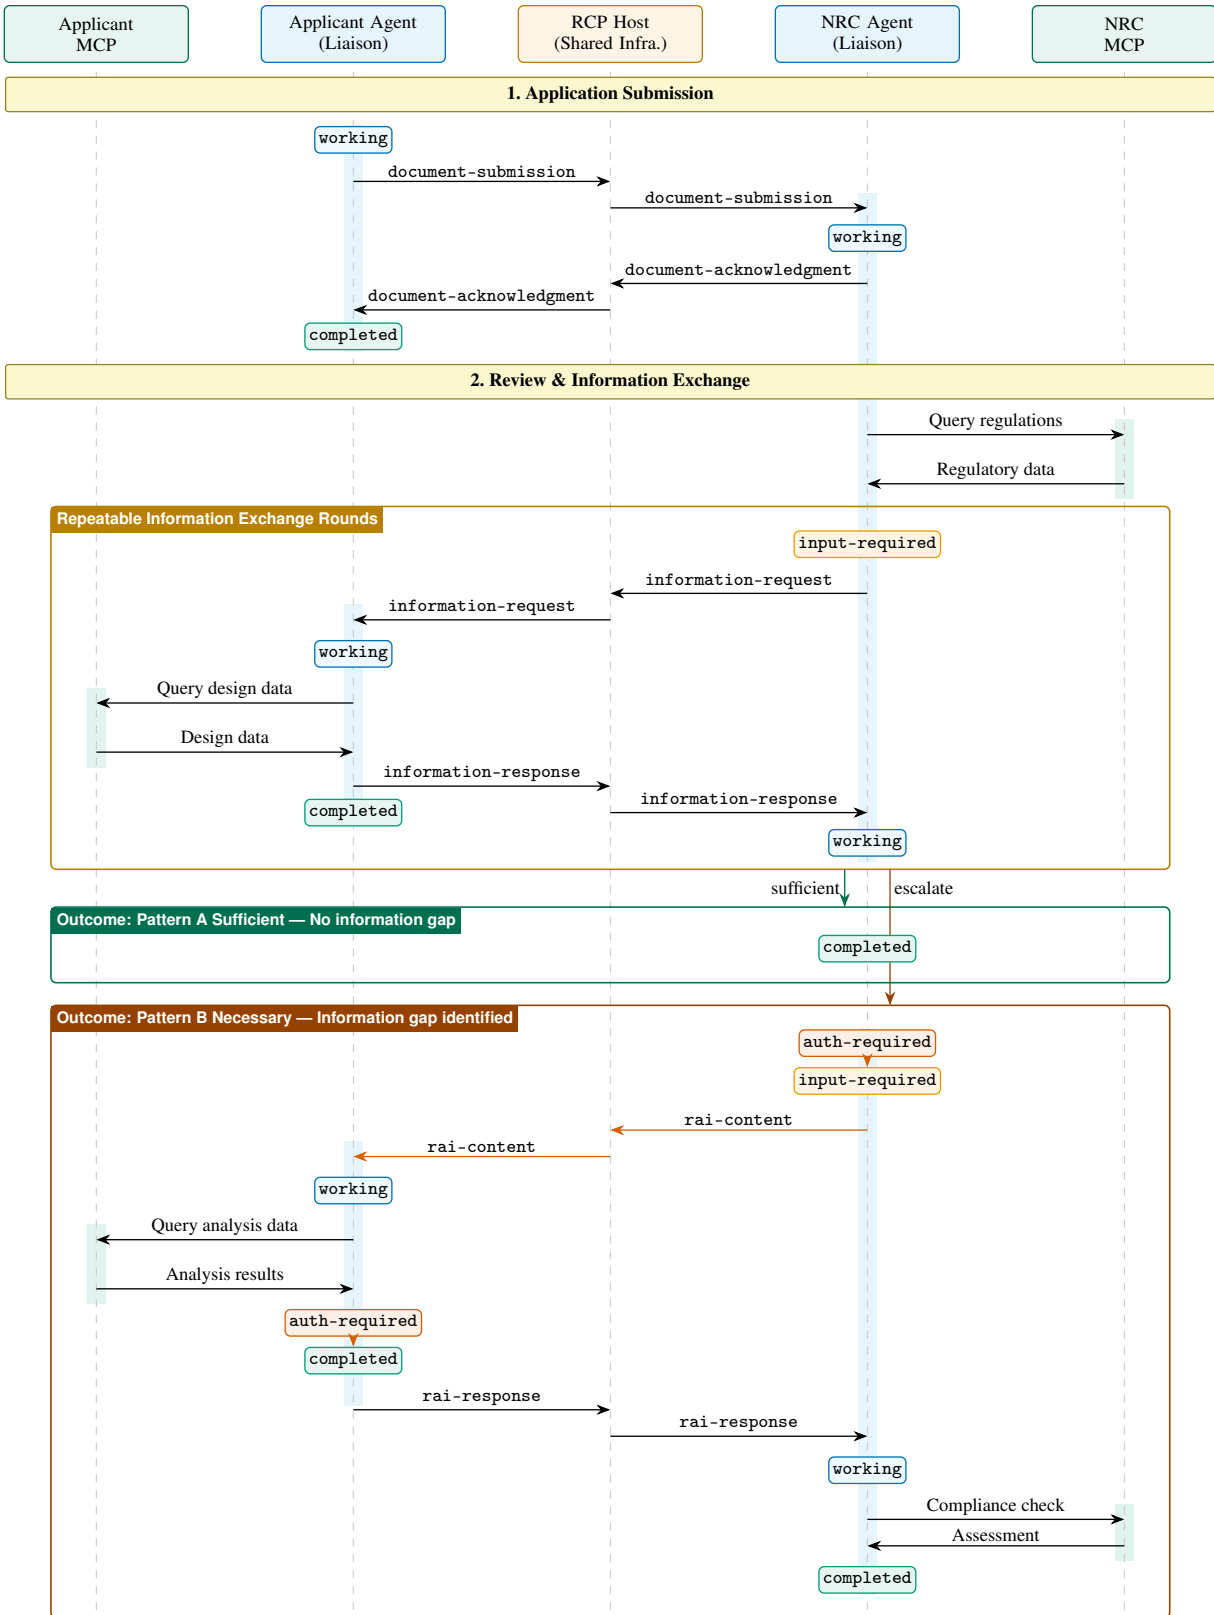 Applicant
MCP
Applicant Agent
(Liaison)
RCP Host
(Shared Infra.)
NRC Agent
(Liaison)
NRC
MCP
1. Application Submission
working
document-submission
document-submission
working
document-acknowledgment
document-acknowledgment
completed
2. Review & Information Exchange
Query regulations
Regulatory data
Repeatable Information Exchange Rounds
input-required
information-request
information-request
working
Query design data
Design data
information-response
information-response
completed
working
sufficient
escalate
Outcome: Pattern A Sufficient — No information gap
completed
Outcome: Pattern B Necessary — Information gap identified
auth-required
input-required
rai-content
rai-content
working
Query analysis data
Analysis results
auth-required
completed
rai-response
rai-response
working
Compliance check
Assessment
completed